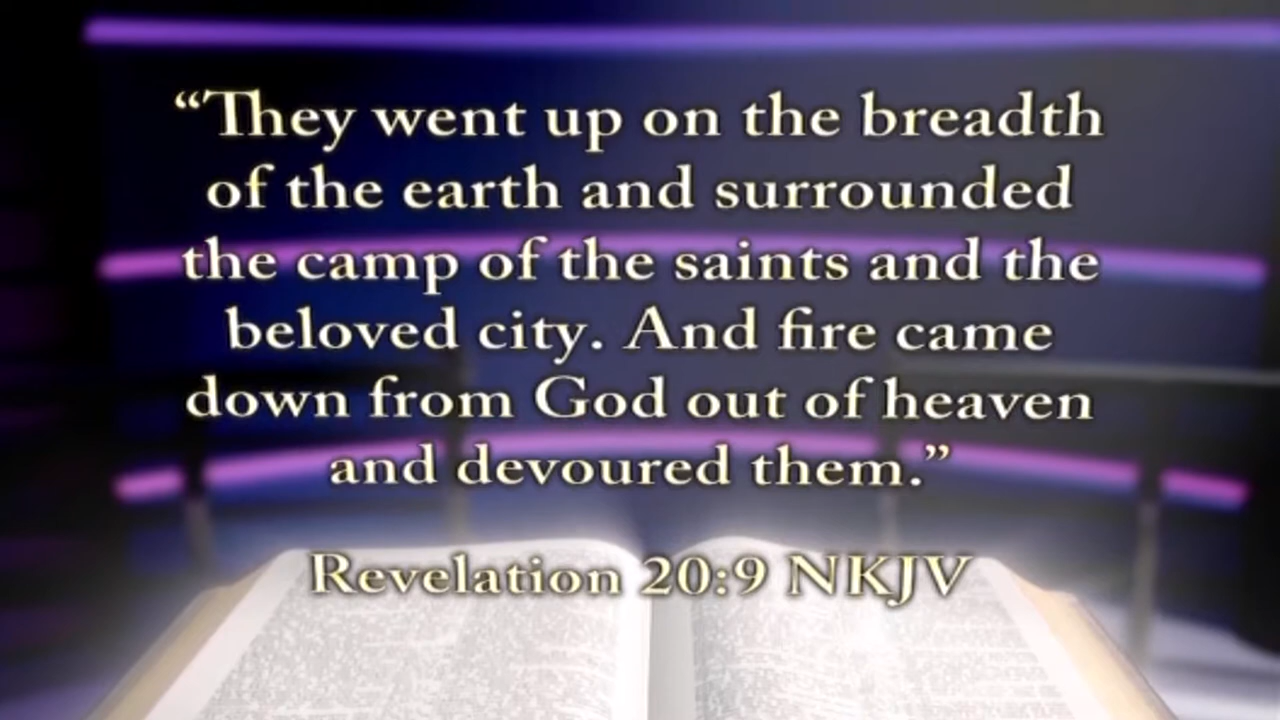 “They went up on the breadth
of the earth and surrounded
the camp of the saints and the
beloved city. And fire came
down from God out of heaven
and devoured them.”
Revelation 20:9 NKJV